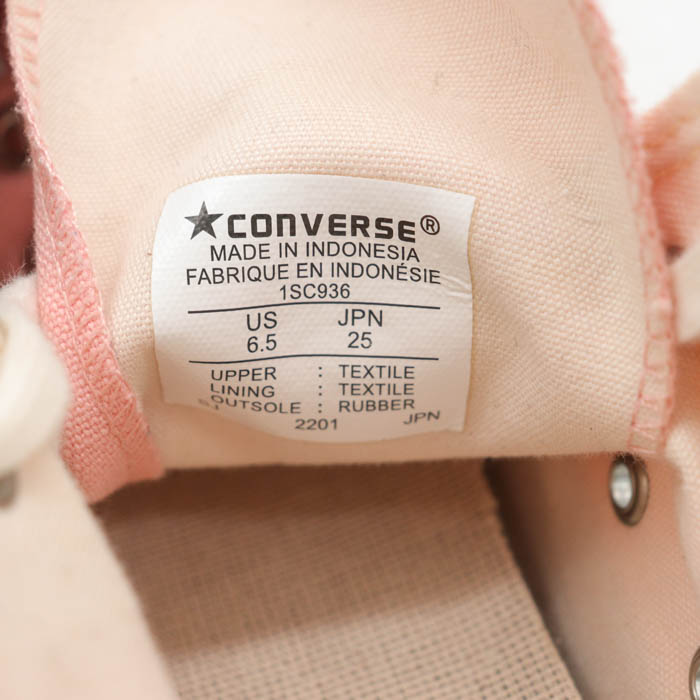 ★CONVERSE®
MADE IN INDONESIA
FABRIQUE EN INDONÉSIE
1SC936
US JPN
6.5 25
UPPER : TEXTILE
LINING : TEXTILE
OUTSOLE : RUBBER
2201 JPN